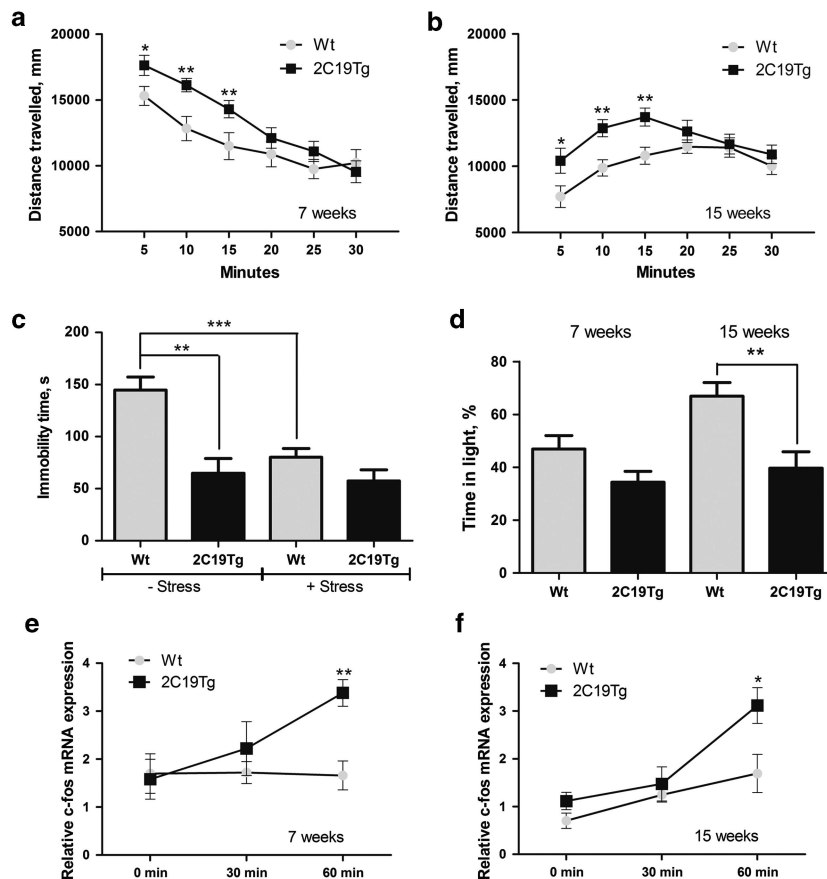 a
20000
15000
10000
5000
Distance travelled, mm
Wt
2C19Tg
*
**
**
7 weeks
5 10 15 20 25 30
Minutes
b
20000
15000
10000
5000
Distance travelled, mm
Wt
2C19Tg
*
**
**
15 weeks
5 10 15 20 25 30
Minutes
c
200
150
100
50
0
Immobility time, s
***
**
Wt 2C19Tg Wt 2C19Tg
- Stress + Stress
d
7 weeks 15 weeks
80
60
40
20
0
Time in light, %
**
Wt 2C19Tg Wt 2C19Tg
e
4
3
2
1
0
Relative c-fos mRNA expression
Wt
2C19Tg
**
7 weeks
0 min 30 min 60 min
f
4
3
2
1
0
Relative c-fos mRNA expression
Wt
2C19Tg
*
15 weeks
0 min 30 min 60 min